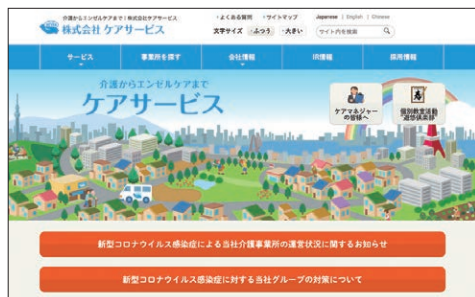 介護からエンゼルケアまで｜株式会社ケアサービス
株式会社 ケアサービス
・よくある質問 ・サイトマップ Japanese | English | Chinese
文字サイズ ・ふつう ・大きい サイト内を検索
サービス 事業所を探す 会社情報 IR情報 採用情報
介護からエンゼルケアまで
ケアサービス
ケアマネジャー
の皆様へ
個別教室活動
"遊悠倶楽部"
新型コロナウイルス感染症による当社介護事業所の運営状況に関するお知らせ
新型コロナウイルス感染症に対する当社グループの対策について